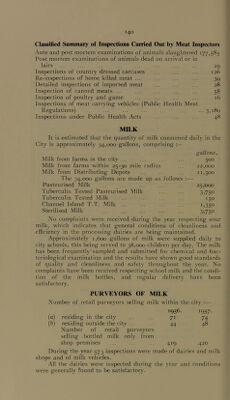 140
Classified Summary of Inspections Carried Out by Meat Inspectors
Ante and post mortem examinations of animals slaughtered 177,585
Post mortem examinations of animals dead on arrival or in
lairs ... 29
Inspections of country dressed carcases ... 126
Re-inspections of home killed meat ... 39
Detailed inspections of imported meat ... 28
Inspection of canned meats ... 58
Inspection of poultry and game ... 16
Inspections of meat carrying vehicles (Public Health Meat
Regulations) ... 3,180
Inspections under Public Health Acts ... 48
MILK
It is estimated that the quantity of milk consumed daily in the
City is approximately 34,000 gallons, comprising :—
gallons.
Milk from farms in the city ... 500
Milk from farms within 25-30 mile radius ... 22,000
Milk from Distributing Depots ... 11,500
The 34,000 gallons are made up as follows :—
Pasteurised Milk ... 25,000
Tuberculin Tested Pasteurised Milk ... 3,750
Tuberculin Tested Milk ... 150
Channel Island T.T. Milk ... 1,350
Sterilised Milk ... 3,750
No complaints were received during the year respecting sour
milk, which indicates that general conditions of cleanliness and
efficiency in the processing dairies are being maintained.
Approximately 1,600 gallons of milk were supplied daily to
city schools, this being served to 38,000 children per day. The milk
has been frequently sampled and submitted for chemical and bac-
teriological examination and the results have shown good standards
of quality and cleanliness and safety throughout the year. No
complaints have been received respecting school milk and the condi-
tion of the milk bottles, and regular delivery have been
satisfactory.
PURVEYORS OF MILK
Number of retail purveyors selling milk within the city :—
1956. 1957.
(a) residing in the city ... 71 74
(b) residing outside the city ... 44 38
Number of retail purveyors
selling bottled milk only from
shop premises ... 419 420
During the year 973 inspections were made of dairies and milk
shops and of milk vehicles.
All the dairies were inspected during the year and conditions
were generally found to be satisfactory.